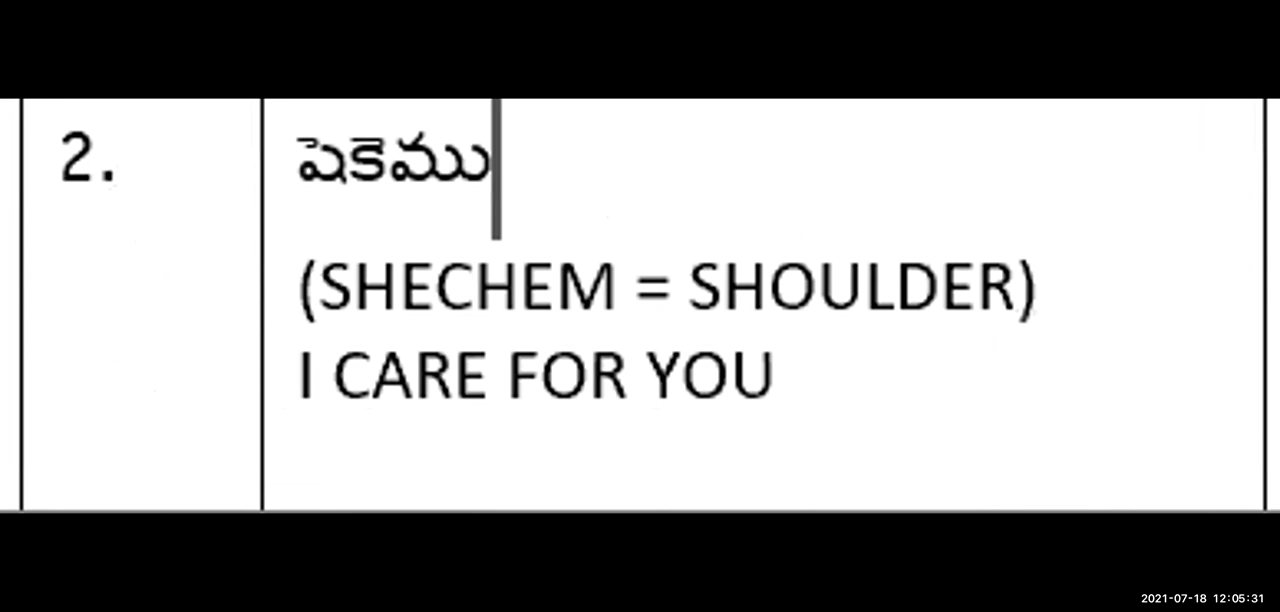 2.
షెకెము
(SHECHEM = SHOULDER)
I CARE FOR YOU
2021-07-18 12:05:31